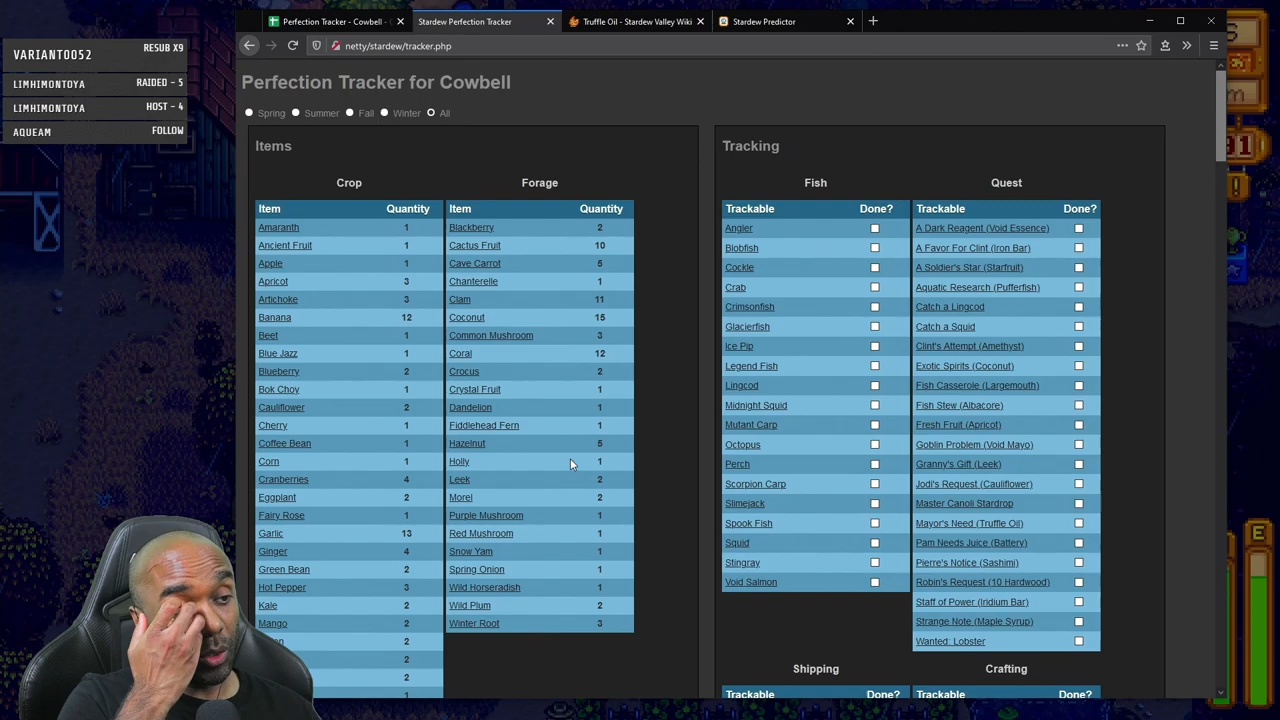 Perfection Tracker - Cowbell -
Stardew Perfection Tracker
Truffle Oil - Stardew Valley Wiki
Stardew Predictor
netty/stardew/tracker.php
VARIANT0052 RESUB X9
LIMHIMONTOYA RAIDED - 5
LIMHIMONTOYA HOST - 4
AQUEAM FOLLOW
Perfection Tracker for Cowbell
Spring Summer Fall Winter All
Items
Crop
Item Quantity
Amaranth 1
Ancient Fruit 1
Apple 1
Apricot 3
Artichoke 3
Banana 12
Beet 1
Blue Jazz 1
Blueberry 2
Bok Choy 1
Cauliflower 2
Cherry 1
Coffee Bean 1
Corn 1
Cranberries 4
Eggplant 2
Fairy Rose 1
Garlic 13
Ginger 4
Green Bean 2
Hot Pepper 3
Kale 2
Mango 2
2
2
2
1
Forage
Item Quantity
Blackberry 2
Cactus Fruit 10
Cave Carrot 5
Chanterelle 1
Clam 11
Coconut 15
Common Mushroom 3
Coral 12
Crocus 2
Crystal Fruit 1
Dandelion 1
Fiddlehead Fern 1
Hazelnut 5
Holly 1
Leek 2
Morel 2
Purple Mushroom 1
Red Mushroom 1
Snow Yam 1
Spring Onion 1
Wild Horseradish 1
Wild Plum 2
Winter Root 3
Tracking
Fish
Trackable Done?
Angler
Blobfish
Cockle
Crab
Crimsonfish
Glacierfish
Ice Pip
Legend Fish
Lingcod
Midnight Squid
Mutant Carp
Octopus
Perch
Scorpion Carp
Slimejack
Spook Fish
Squid
Stingray
Void Salmon
Quest
Trackable Done?
A Dark Reagent (Void Essence)
A Favor For Clint (Iron Bar)
A Soldier's Star (Starfruit)
Aquatic Research (Pufferfish)
Catch a Lingcod
Catch a Squid
Clint's Attempt (Amethyst)
Exotic Spirits (Coconut)
Fish Casserole (Largemouth)
Fish Stew (Albacore)
Fresh Fruit (Apricot)
Goblin Problem (Void Mayo)
Granny's Gift (Leek)
Jodi's Request (Cauliflower)
Master Canoli Stardrop
Mayor's Need (Truffle Oil)
Pam Needs Juice (Battery)
Pierre's Notice (Sashimi)
Robin's Request (10 Hardwood)
Staff of Power (Iridium Bar)
Strange Note (Maple Syrup)
Wanted: Lobster
Shipping
Trackable Done?
Crafting
Trackable Done?
91
E